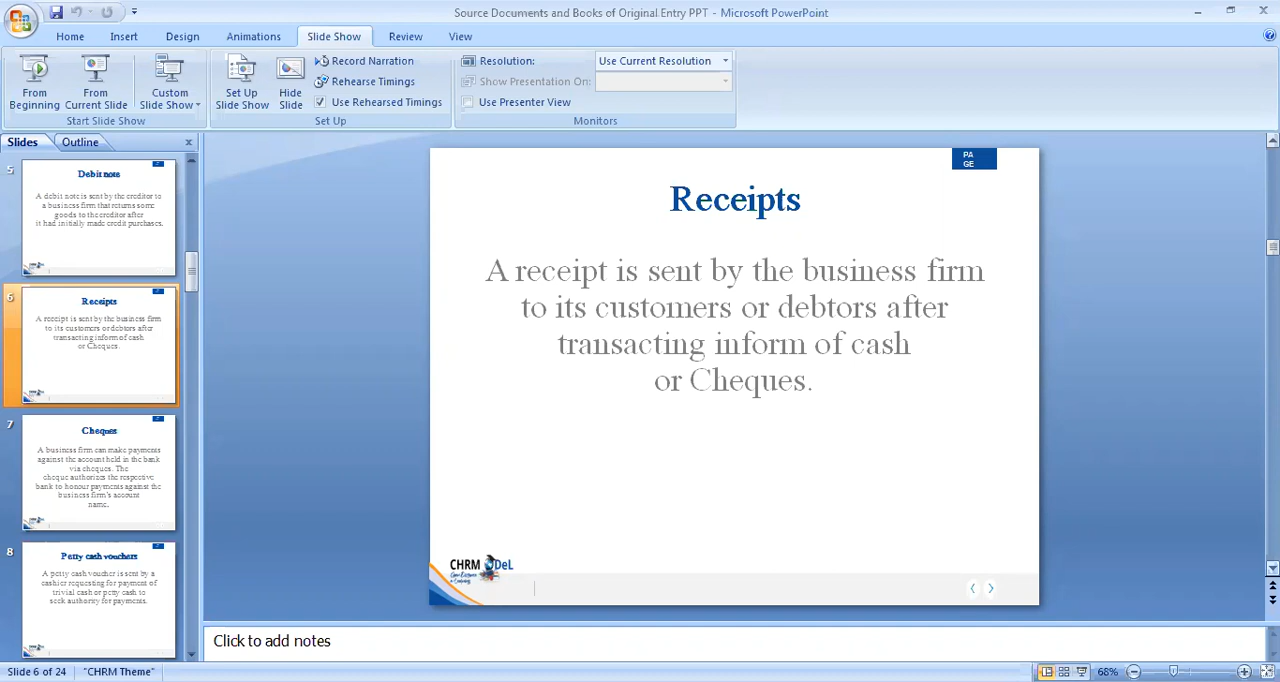 Source Documents and Books of Original Entry PPT - Microsoft PowerPoint
Home Insert Design Animations Slide Show Review View
From Beginning
From Current Slide
Custom Slide Show
Start Slide Show
Set Up Slide Show
Hide Slide
Record Narration
Rehearse Timings
Use Rehearsed Timings
Set Up
Resolution: Use Current Resolution
Show Presentation On:
Use Presenter View
Monitors
Slides Outline
5
Debit note
A debit note is sent by the creditor to
a business firm that returns some
goods to the creditor after
it had initially made credit purchases.
6
Receipts
A receipt is sent by the business firm
to its customers or debtors after
transacting inform of cash
or Cheques.
7
Cheques
A business firm can make payments
against the account held in the bank
via cheques. The
cheque authorizes the respective
bank to honour payments against the
business firm's account
name.
8
Petty cash vouchers
A petty cash voucher is sent by a
cashier requesting for payment of
trivial cash or petty cash to
seek authority for payments.
PA
GE
Receipts
A receipt is sent by the business firm
to its customers or debtors after
transacting inform of cash
or Cheques.
CHRM DeL
Click to add notes
Slide 6 of 24 "CHRM Theme" 68%